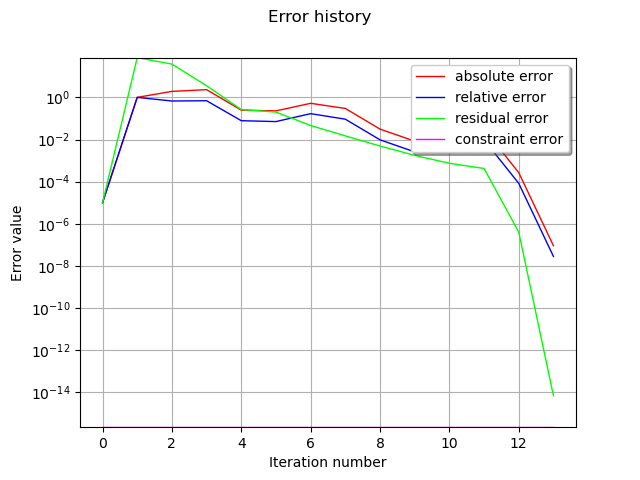 Error history
absolute error
relative error
residual error
constraint error
10^0
10^-2
10^-4
10^-6
10^-8
10^-10
10^-12
10^-14
Error value
0 2 4 6 8 10 12
Iteration number